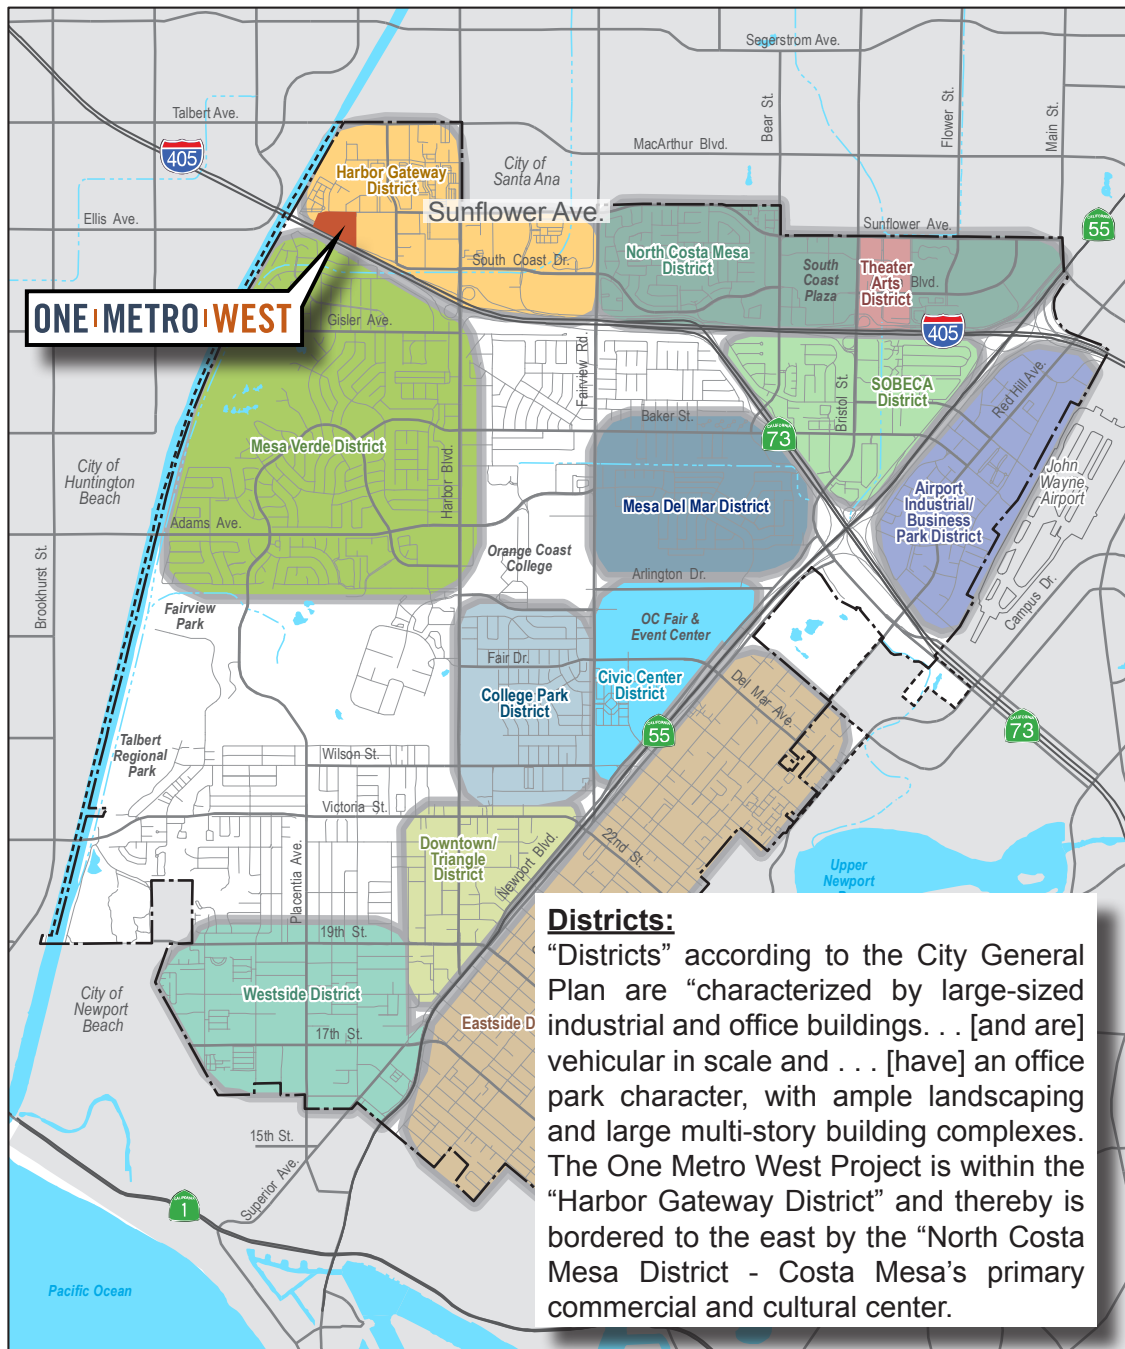 Segerstrom Ave.
Talbert Ave.
Bear St.
Flower St.
Main St.
405
MacArthur Blvd.
City of
Santa Ana
Harbor Gateway
District
Ellis Ave.
Sunflower Ave.
Sunflower Ave.
CALIFORNIA
55
North Costa Mesa
District
South Coast Dr.
South
Coast
Plaza
Theater
Arts
District
Blvd.
ONE METRO WEST
Gisler Ave.
405
Fairview Rd.
SOBECA
District
Red Hill Ave.
Bristol St.
Baker St.
CALIFORNIA
73
Mesa Verde District
Harbor Blvd.
City of
Huntington
Beach
John
Wayne
Airport
Mesa Del Mar District
Airport
Industrial/
Business
Park District
Adams Ave.
Orange Coast
College
Brookhurst St.
Arlington Dr.
Campus Dr.
Fairview
Park
OC Fair &
Event Center
Fair Dr.
Civic Center
District
Del Mar Ave.
College Park
District
CALIFORNIA
55
CALIFORNIA
73
Talbert
Regional
Park
Wilson St.
Victoria St.
Downtown/
Triangle
District
Newport Blvd.
22nd St.
Placentia Ave.
Upper
Newport
19th St.
City of
Newport
Beach
Westside District
Eastside D
17th St.
15th St.
Superior Ave.
CALIFORNIA
1
Pacific Ocean
Districts:
“Districts” according to the City General
Plan are “characterized by large-sized
industrial and office buildings. . . [and are]
vehicular in scale and . . . [have] an office
park character, with ample landscaping
and large multi-story building complexes.
The One Metro West Project is within the
“Harbor Gateway District” and thereby is
bordered to the east by the “North Costa
Mesa District - Costa Mesa’s primary
commercial and cultural center.